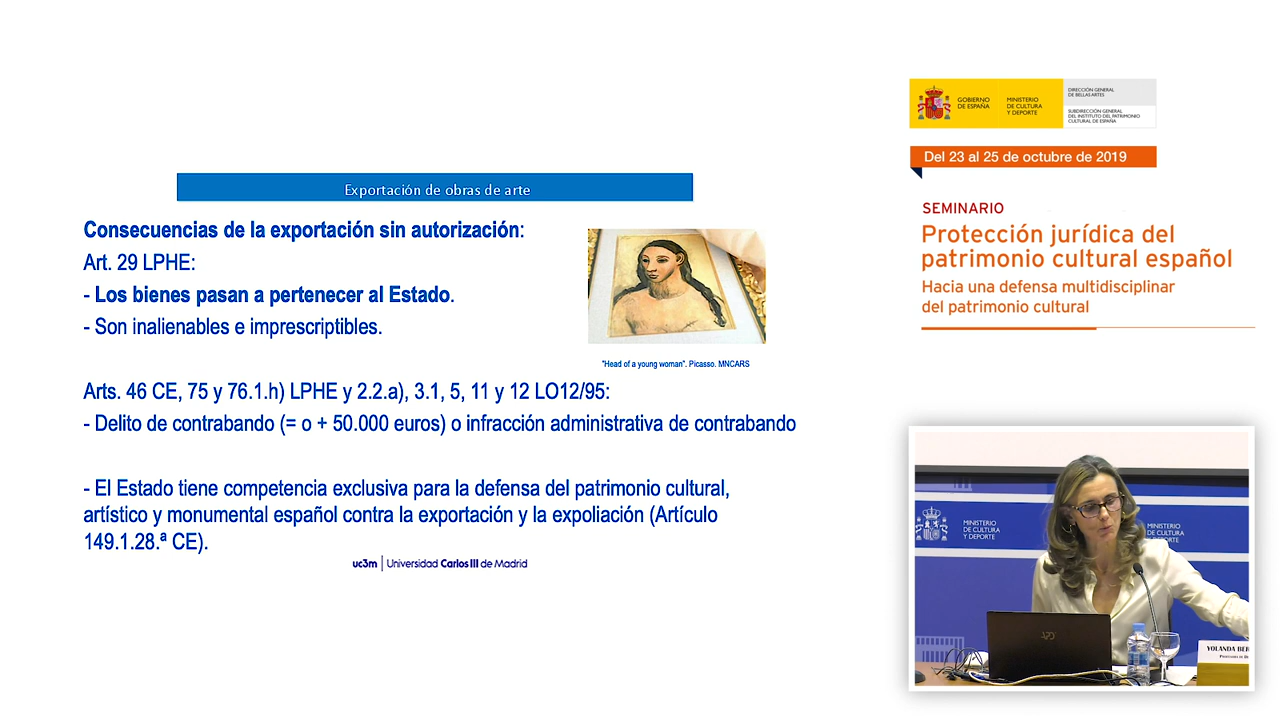 Exportación de obras de arte
Consecuencias de la exportación sin autorización:
Art. 29 LPHE:
- Los bienes pasan a pertenecer al Estado.
- Son inalienables e imprescriptibles.
"Head of a young woman". Picasso. MNCARS
Arts. 46 CE, 75 y 76.1.h) LPHE y 2.2.a), 3.1, 5, 11 y 12 LO12/95:
- Delito de contrabando (= o + 50.000 euros) o infracción administrativa de contrabando
- El Estado tiene competencia exclusiva para la defensa del patrimonio cultural,
artístico y monumental español contra la exportación y la expoliación (Artículo
149.1.28.ª CE).
uc3m | Universidad Carlos III de Madrid
GOBIERNO
DE ESPAÑA
MINISTERIO
DE CULTURA
Y DEPORTE
DIRECCIÓN GENERAL
DE BELLAS ARTES
SUBDIRECCIÓN GENERAL
DEL INSTITUTO DEL PATRIMONIO
CULTURAL DE ESPAÑA
Del 23 al 25 de octubre de 2019
SEMINARIO
Protección jurídica del
patrimonio cultural español
Hacia una defensa multidisciplinar
del patrimonio cultural
MINISTERIO
DE CULTURA
Y DEPORTE
MINISTERIO
DE CULTURA
Y DEPORTE
YOLANDA